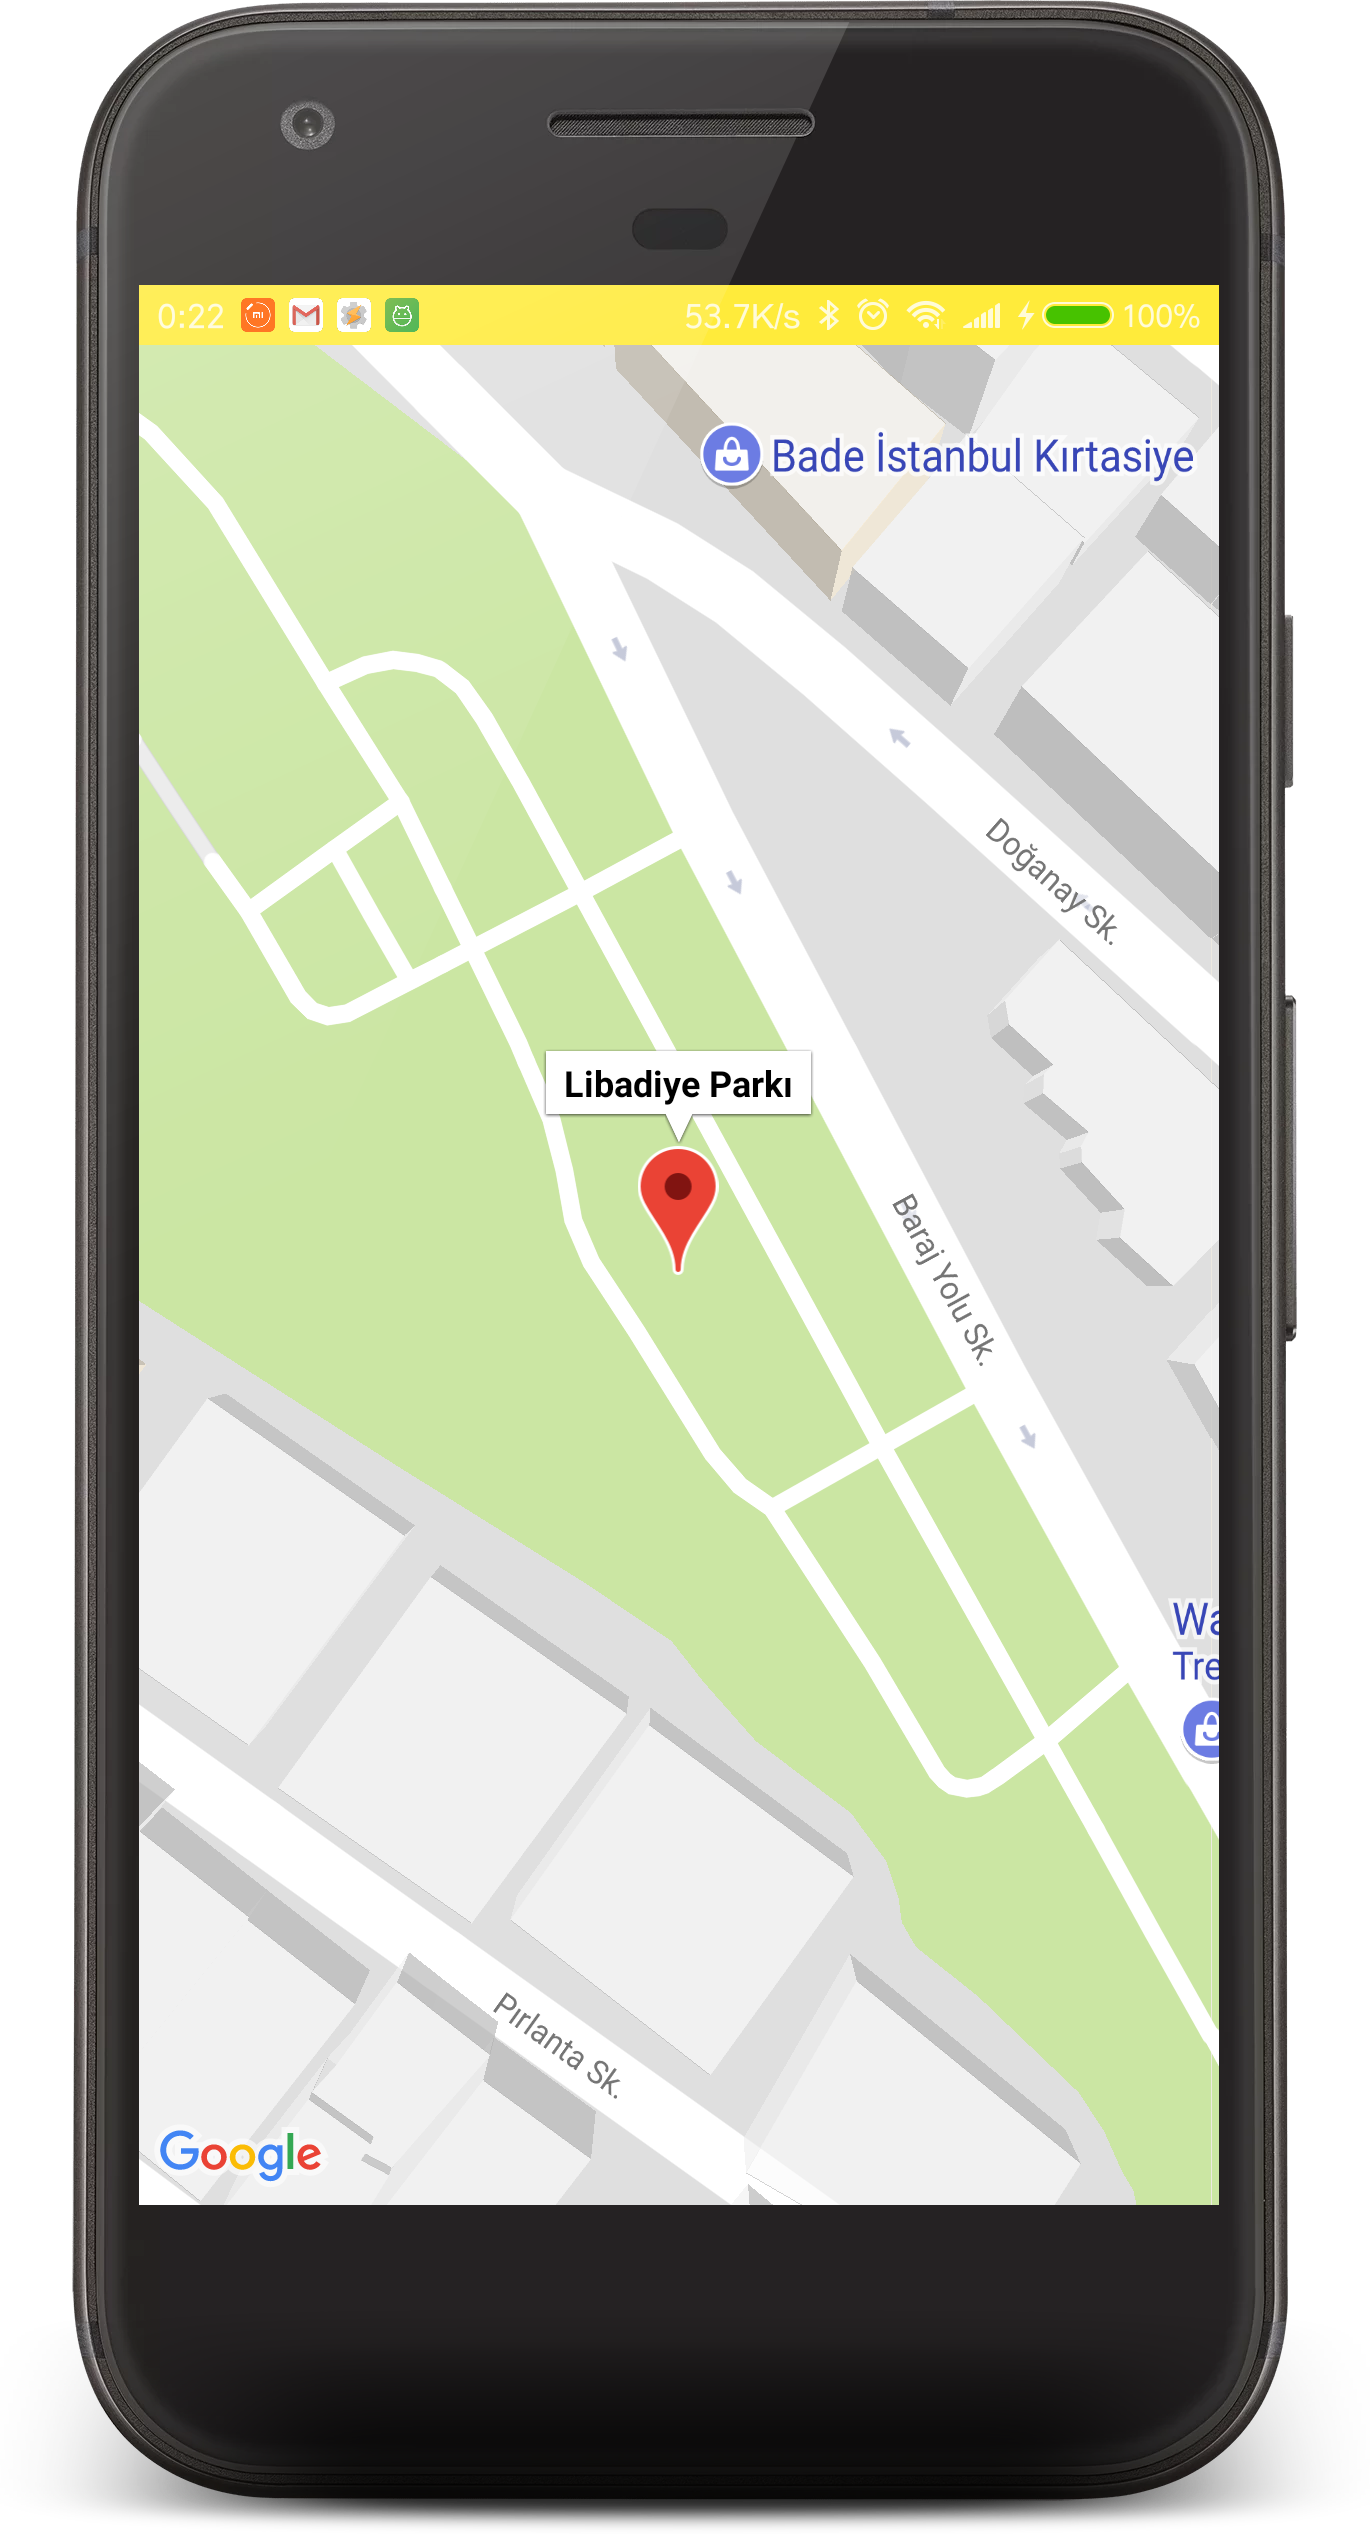 0:22 53.7K/s 100%
Bade İstanbul Kırtasiye
Doğanay Sk.
Libadiye Parkı
Baraj Yolu Sk.
Wa
Tre
Pırlanta Sk.
Google